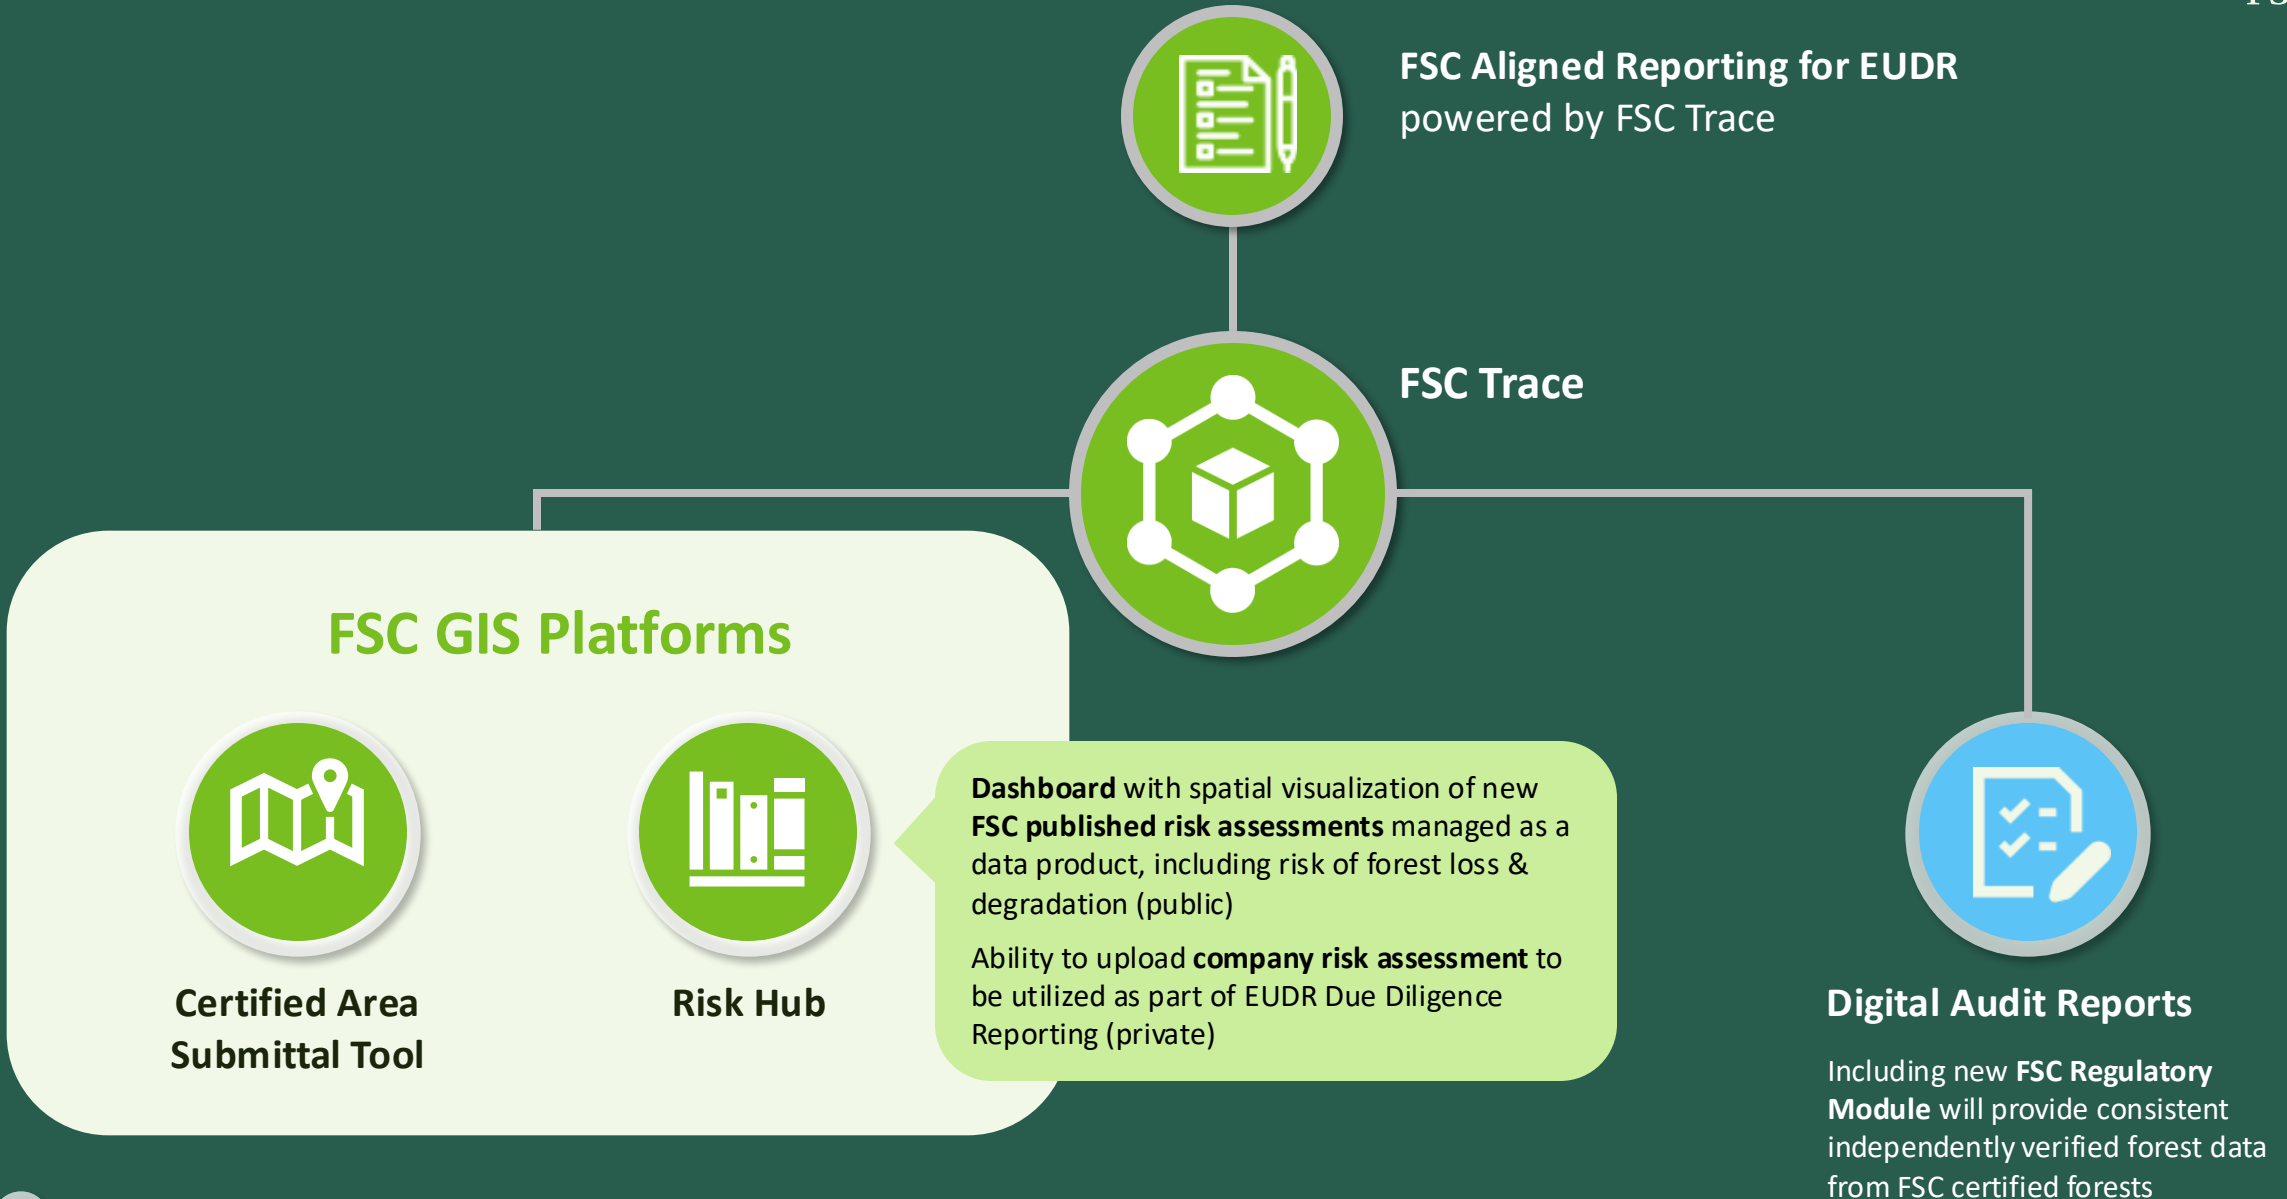 FSC Aligned Reporting for EUDR
powered by FSC Trace
FSC Trace
FSC GIS Platforms
Certified Area
Submittal Tool
Risk Hub
Dashboard with spatial visualization of new
FSC published risk assessments managed as a
data product, including risk of forest loss &
degradation (public)
Ability to upload company risk assessment to
be utilized as part of EUDR Due Diligence
Reporting (private)
Digital Audit Reports
Including new FSC Regulatory
Module will provide consistent
independently verified forest data
from FSC certified forests